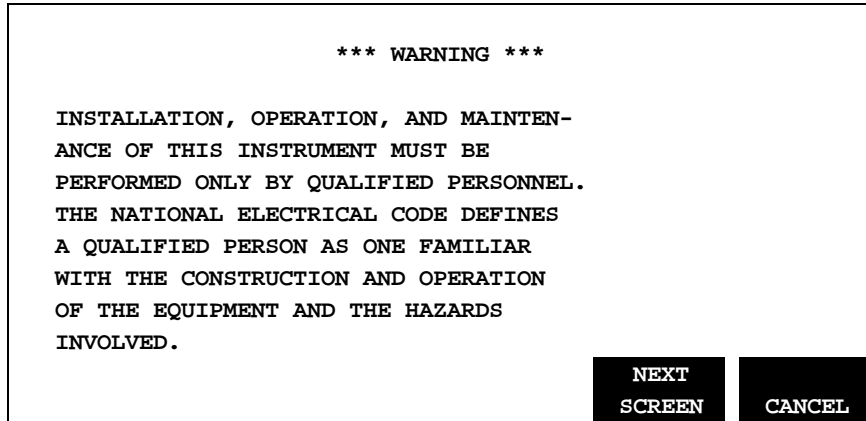 *** WARNING ***
INSTALLATION, OPERATION, AND MAINTEN-
ANCE OF THIS INSTRUMENT MUST BE
PERFORMED ONLY BY QUALIFIED PERSONNEL.
THE NATIONAL ELECTRICAL CODE DEFINES
A QUALIFIED PERSON AS ONE FAMILIAR
WITH THE CONSTRUCTION AND OPERATION
OF THE EQUIPMENT AND THE HAZARDS
INVOLVED.
NEXT
SCREEN
CANCEL